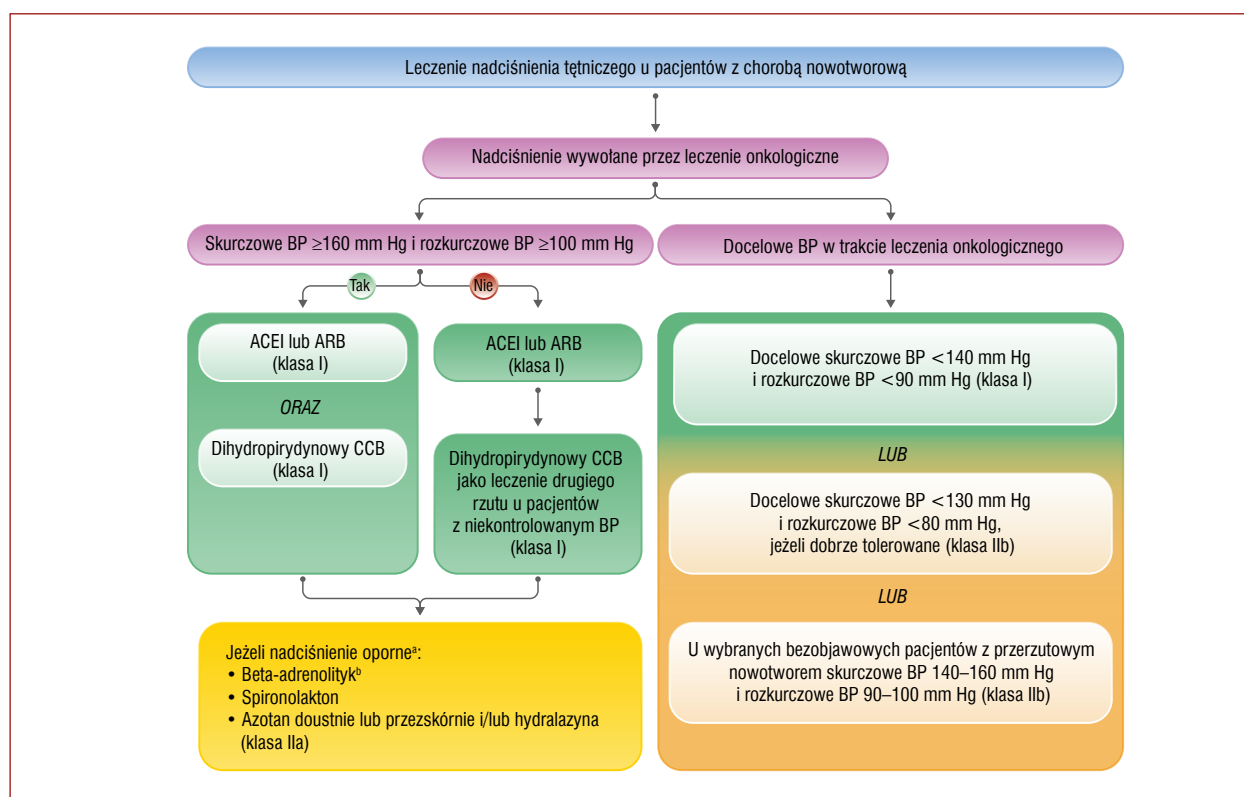 Leczenie nadciśnienia tętniczego u pacjentów z chorobą nowotworową
Nadciśnienie wywołane przez leczenie onkologiczne
Skurczowe BP ≥160 mm Hg i rozkurczowe BP ≥100 mm Hg
Tak
Nie
ACEI lub ARB
(klasa I)
ORAZ
Dihydropirydynowy CCB
(klasa I)
ACEI lub ARB
(klasa I)
Dihydropirydynowy CCB
jako leczenie drugiego
rzutu u pacjentów
z niekontrolowanym BP
(klasa I)
Jeżeli nadciśnienie oporneᵃ:
• Beta-adrenolitykᵇ
• Spironolakton
• Azotan doustnie lub przezskórnie i/lub hydralazyna
(klasa IIa)
Docelowe BP w trakcie leczenia onkologicznego
Docelowe skurczowe BP <140 mm Hg
i rozkurczowe BP <90 mm Hg (klasa I)
LUB
Docelowe skurczowe BP <130 mm Hg
i rozkurczowe BP <80 mm Hg,
jeżeli dobrze tolerowane (klasa IIb)
LUB
U wybranych bezobjawowych pacjentów z przerzutowym
nowotworem skurczowe BP 140–160 mm Hg
i rozkurczowe BP 90–100 mm Hg (klasa IIb)